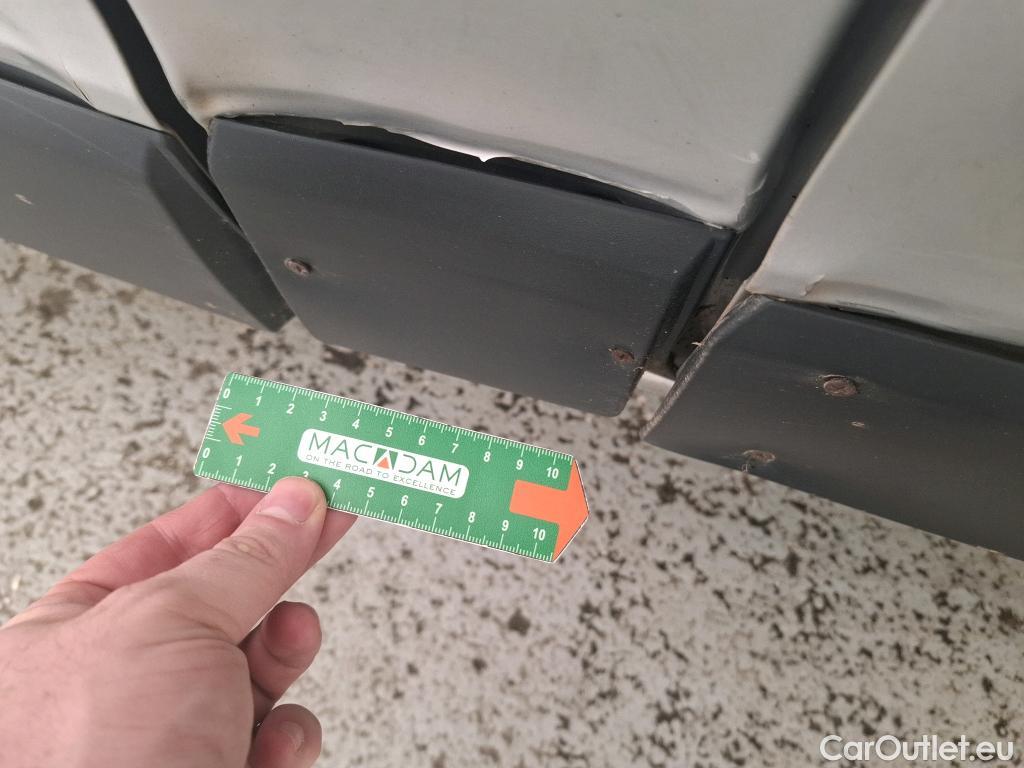 0 1 2 3 4 5 6 7 8 9 10
MACADAM
ON THE ROAD TO EXCELLENCE
0 1 2 3 4 5 6 7 8 9 10
CarOutlet.eu